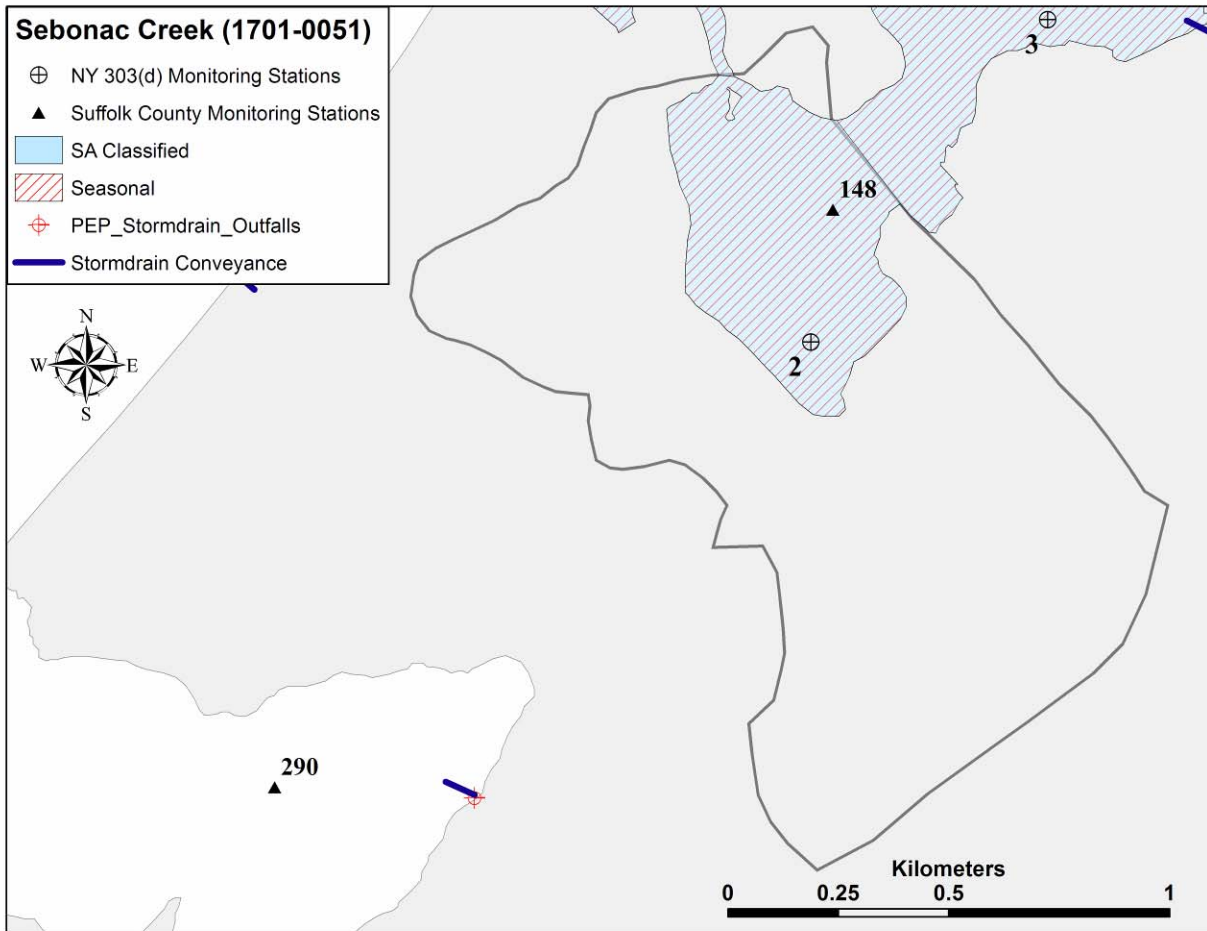 Sebonac Creek (1701-0051)
NY 303(d) Monitoring Stations
Suffolk County Monitoring Stations
SA Classified
Seasonal
PEP_Stormdrain_Outfalls
Stormdrain Conveyance
N
W E
S
3
148
2
290
Kilometers
0 0.25 0.5 1